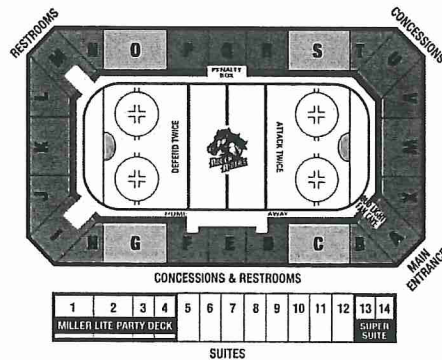 RESTROOMS
CONCESSIONS
M N O P Q R S T U
PENALTY
BOX
L V
DEFEND TWICE
ATTACK TWICE
K W
J X
HOME AWAY
I H G F E D C B A
MAIN
ENTRANCE
CONCESSIONS & RESTROOMS
1 2 3 4 5 6 7 8 9 10 11 12 13 14
MILLER LITE PARTY DECK
SUPER
SUITE
SUITES